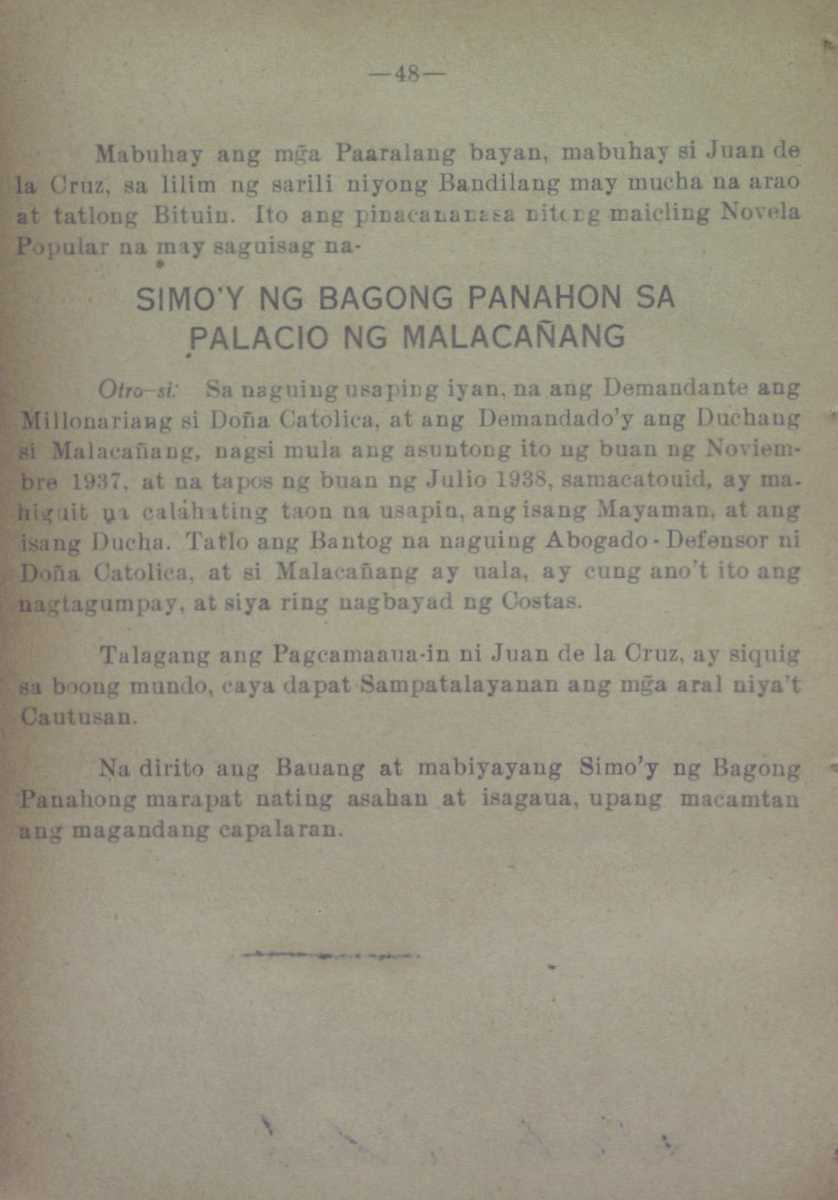 —48—
Mabuhay ang mg̃a Paaralang bayan, mabuhay si Juan de
la Cruz, sa lilim ng sarili niyong Bandilang may mucha na arao
at tatlong Bituin. Ito ang pinacananasa nitong maicling Novela
Popular na may saguisag na-
SIMO'Y NG BAGONG PANAHON SA
PALACIO NG MALACAÑANG
Otro-si: Sa naguing usaping iyan, na ang Demandante ang
Millonariang si Doña Catolica, at ang Demandado'y ang Duchang
si Malacañang, nagsi mula ang asuntong ito ng buan ng Noviem-
bre 1937, at na tapos ng buan ng Julio 1938, samacatouid, ay ma-
higuit na calahating taon na usapin, ang isang Mayaman, at ang
isang Ducha. Tatlo ang Bantog na naguing Abogado-Defensor ni
Doña Catolica, at si Malacañang ay uala, ay cung ano't ito ang
nagtagumpay, at siya ring nagbayad ng Costas.
Talagang ang Pagcamaaua-in ni Juan de la Cruz, ay siquig
sa boong mundo, caya dapat Sampatalayanan ang mg̃a aral niya't
Cautusan.
Na dirito ang Bauang at mabiyayang Simo'y ng Bagong
Panahong marapat nating asahan at isagaua, upang macamtan
ang magandang capalaran.